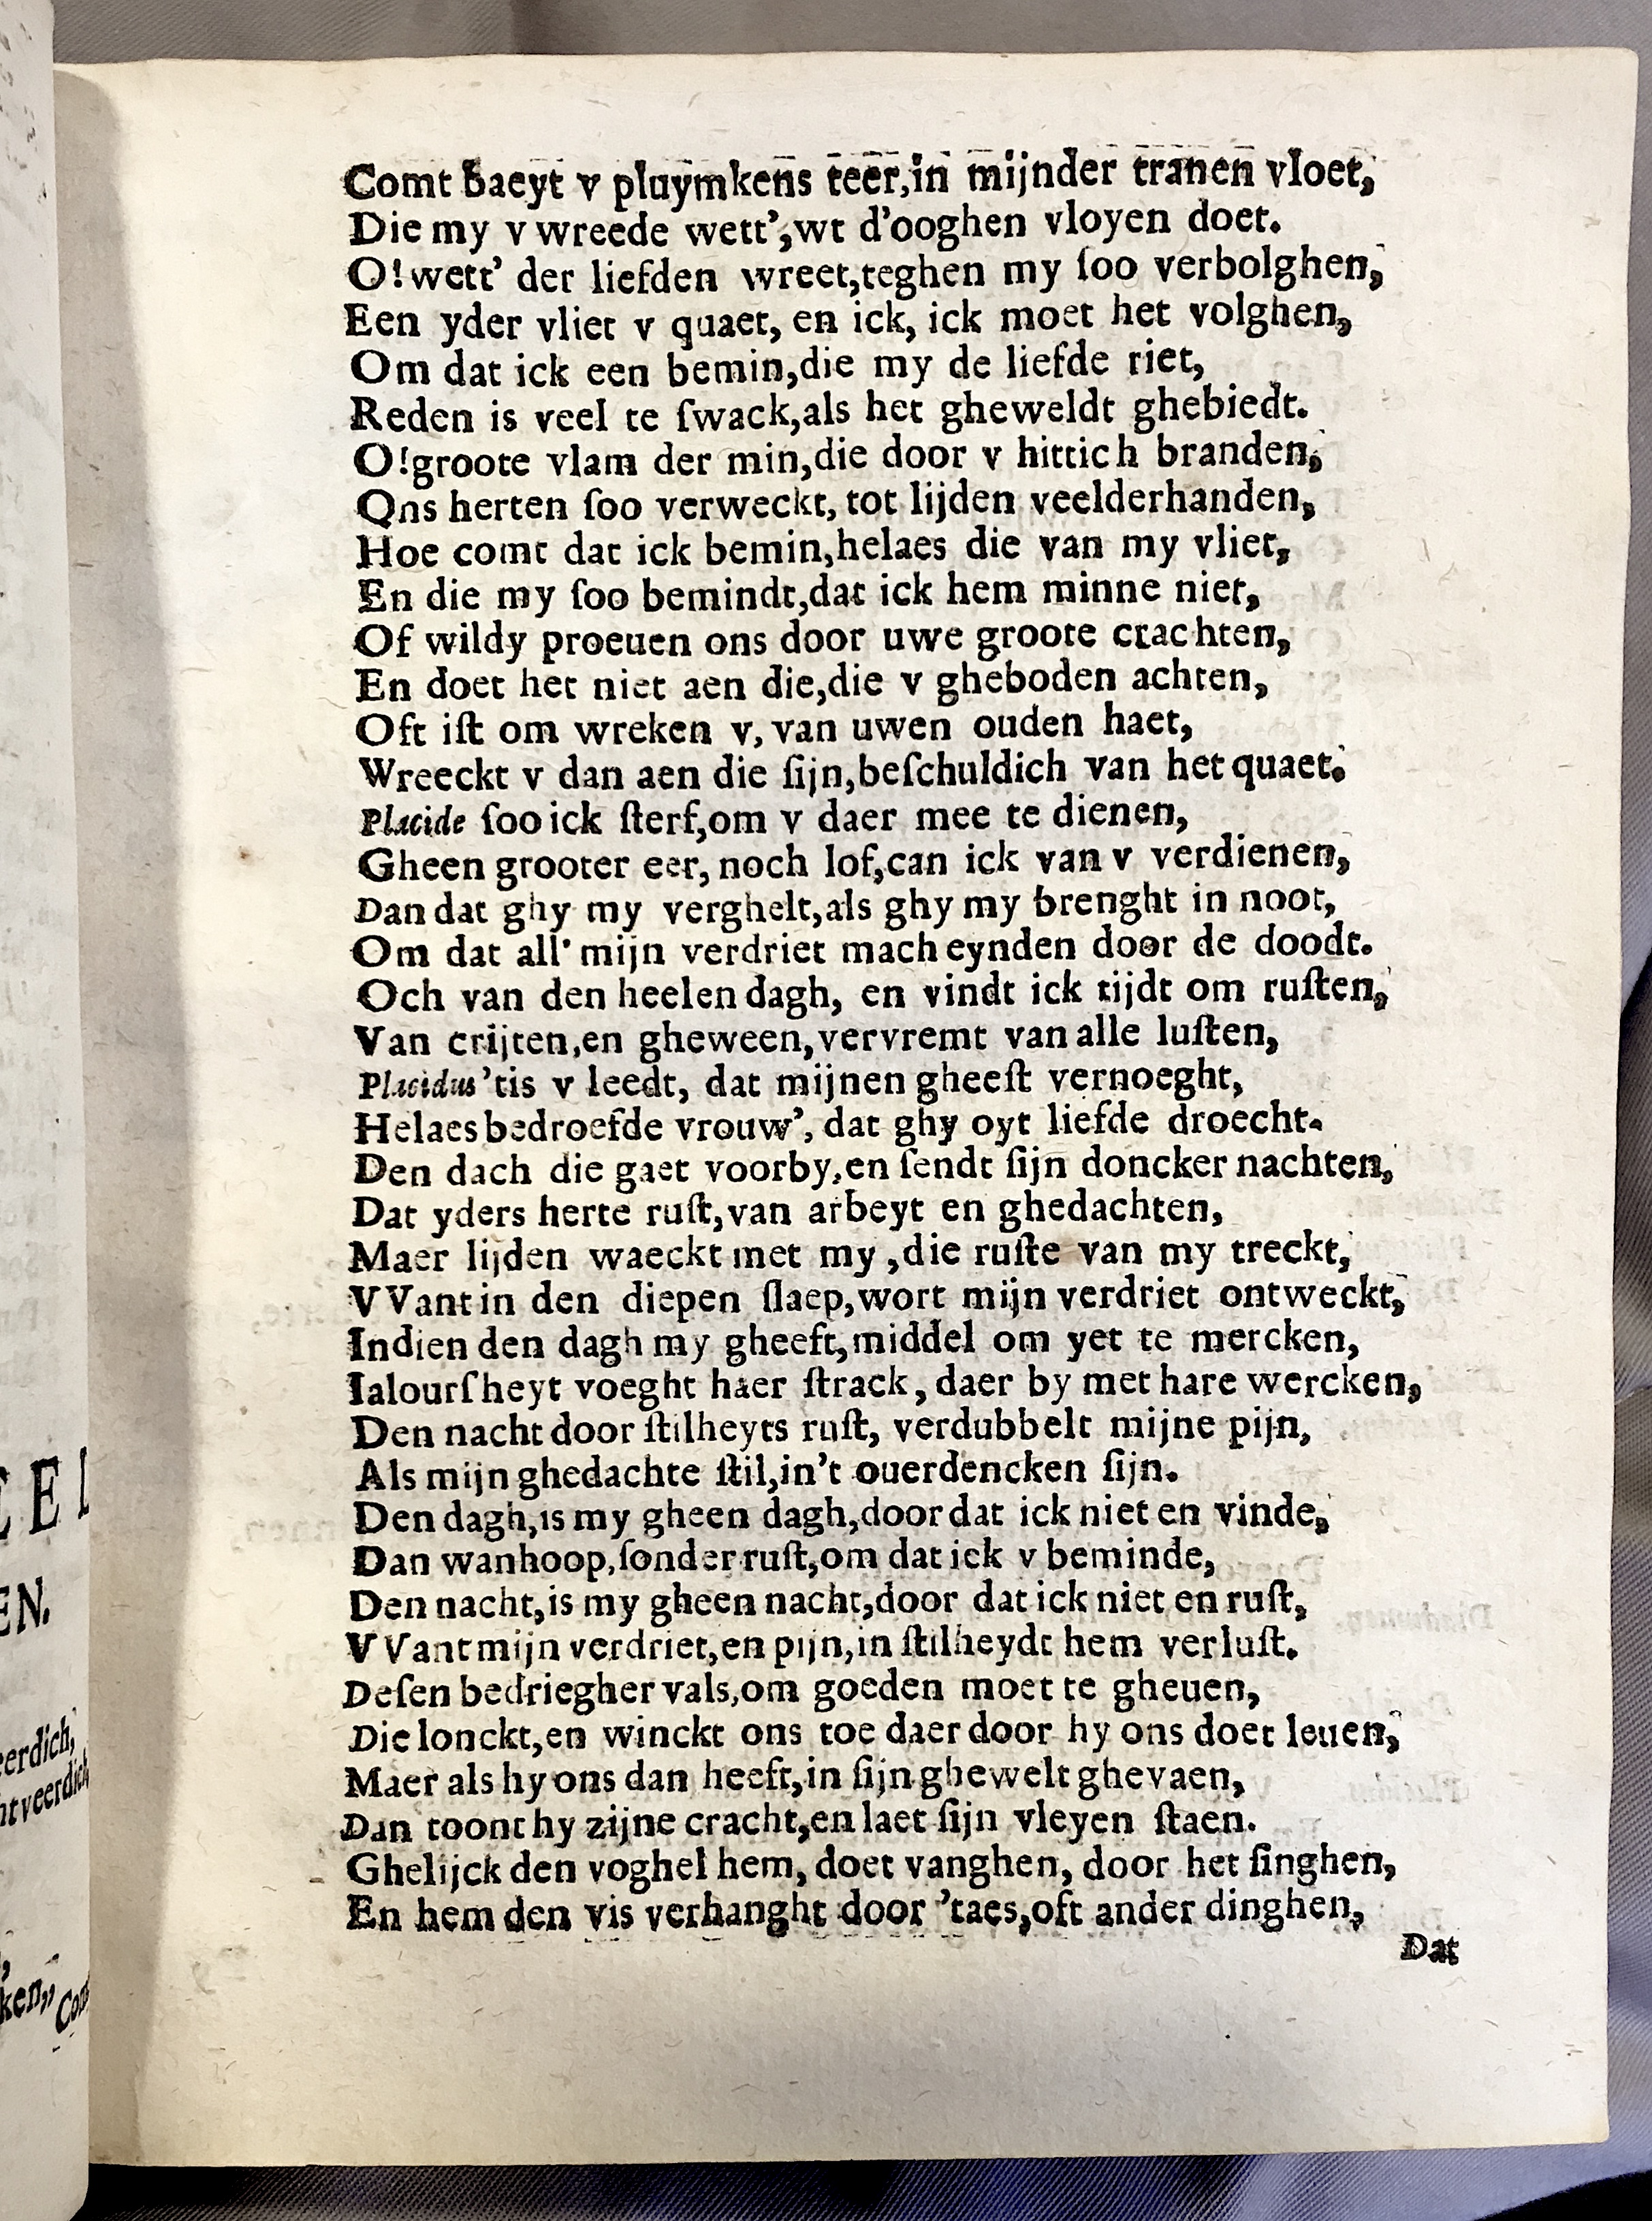 Comt baeyt v pluymkens teer,in mijnder tranen vloet,
Die my v wreede wett’,wt d’ooghen vloyen doet.
O!wett’ der liefden wreet,teghen my ſoo verbolghen,
Een yder vliet v quaet, en ick, ick moet het volghen,
Om dat ick een bemin,die my de liefde riet,
Reden is veel te ſwack,als het gheweldt ghebiedt.
O!groote vlam der min,die door v hittich branden,
Ons herten ſoo verweckt, tot lijden veelderhanden,
Hoe comt dat ick bemin,helaes die van my vliet,
En die my ſoo bemindt,dat ick hem minne niet,
Of wildy proeuen ons door uwe groote crachten,
En doet het niet aen die,die v gheboden achten,
Oft iſt om wreken v, van uwen ouden haet,
Wreeckt v dan aen die ſijn,beſchuldich van het quaet.
Placide ſoo ick ſterf,om v daer mee te dienen,
Gheen grooter eer, noch lof,can ick van v verdienen,
Dan dat ghy my verghelt,als ghy my brenght in noot,
Om dat all’ mijn verdriet mach eynden door de doodt.
Och van den heelen dagh, en vindt ick tijdt om ruſten,
Van crijten,en gheween,vervremt van alle luſten,
Placidus ’tis v leedt, dat mijnen gheeſt vernoeght,
Helaes bedroefde vrouw’, dat ghy oyt liefde droecht.
Den dach die gaet voorby,en ſendt ſijn doncker nachten,
Dat yders herte ruſt,van arbeyt en ghedachten,
Maer lijden waeckt met my ,die ruſte van my treckt,
VVant in den diepen ſlaep,wort mijn verdriet ontweckt,
Indien den dagh my gheeft,middel om yet te mercken,
Ialourſheyt voeght haer ſtrack, daer by met hare wercken,
Den nacht door ſtilheyts ruſt, verdubbelt mijne pijn,
Als mijn ghedachte ſtil,in’t ouerdencken ſijn.
Den dagh,is my gheen dagh,door dat ick niet en vinde,
Dan wanhoop,ſonder ruſt,om dat ick v beminde,
Den nacht,is my gheen nacht,door dat ick niet en ruſt,
VVant mijn verdriet,en pijn,in ſtilheydt hem verluſt.
Deſen bedriegher vals,om goeden moet te gheuen,
Die lonckt,en winckt ons toe daer door hy ons doet leuen,
Maer als hy ons dan heeft,in ſijn ghewelt ghevaen,
Dan toont hy zijne cracht,en laet ſijn vleyen ſtaen.
Ghelijck den voghel hem, doet vanghen, door het ſinghen,
En hem den vis verhanght door ’taes,oft ander dinghen,
Dat